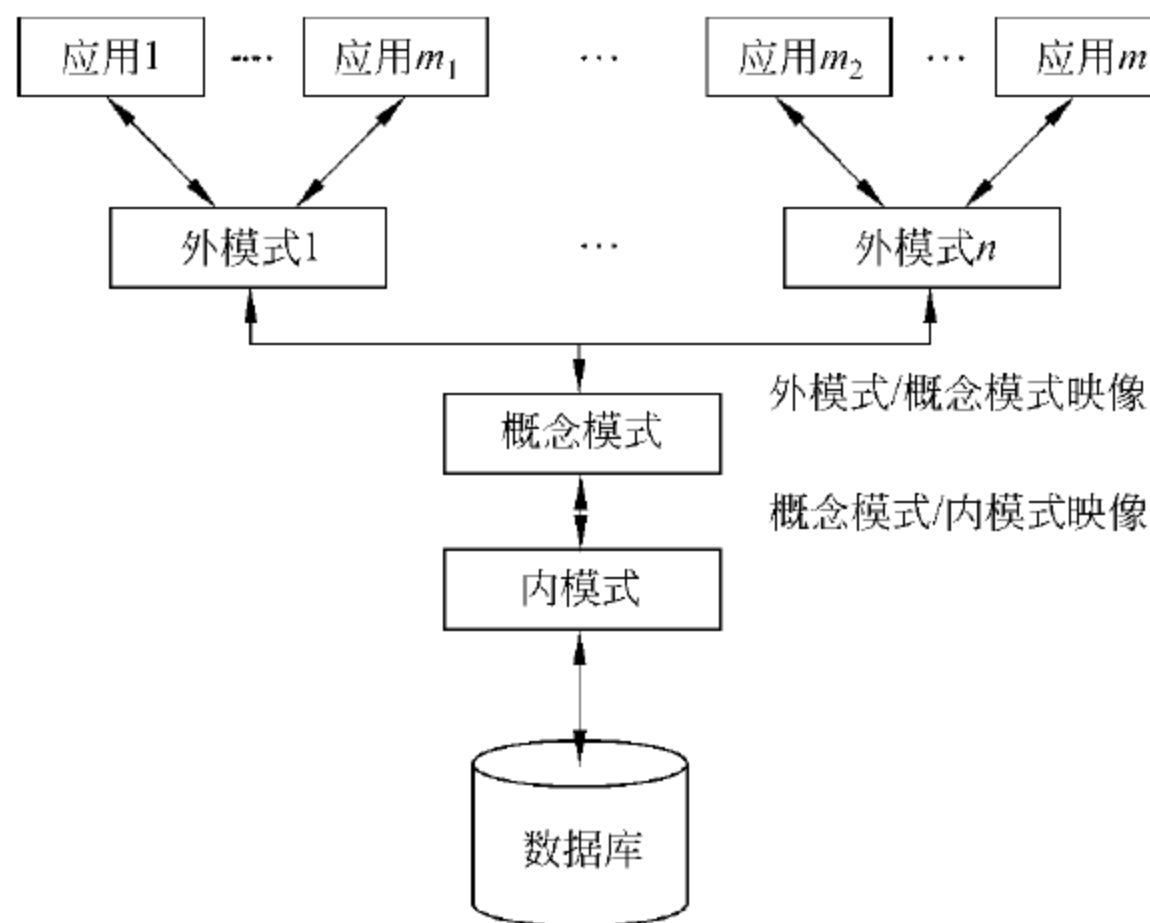 应用1 ···· 应用m₁ ··· 应用m₂ ··· 应用m
外模式1 ··· 外模式n
外模式/概念模式映像
概念模式
概念模式/内模式映像
内模式
数据库